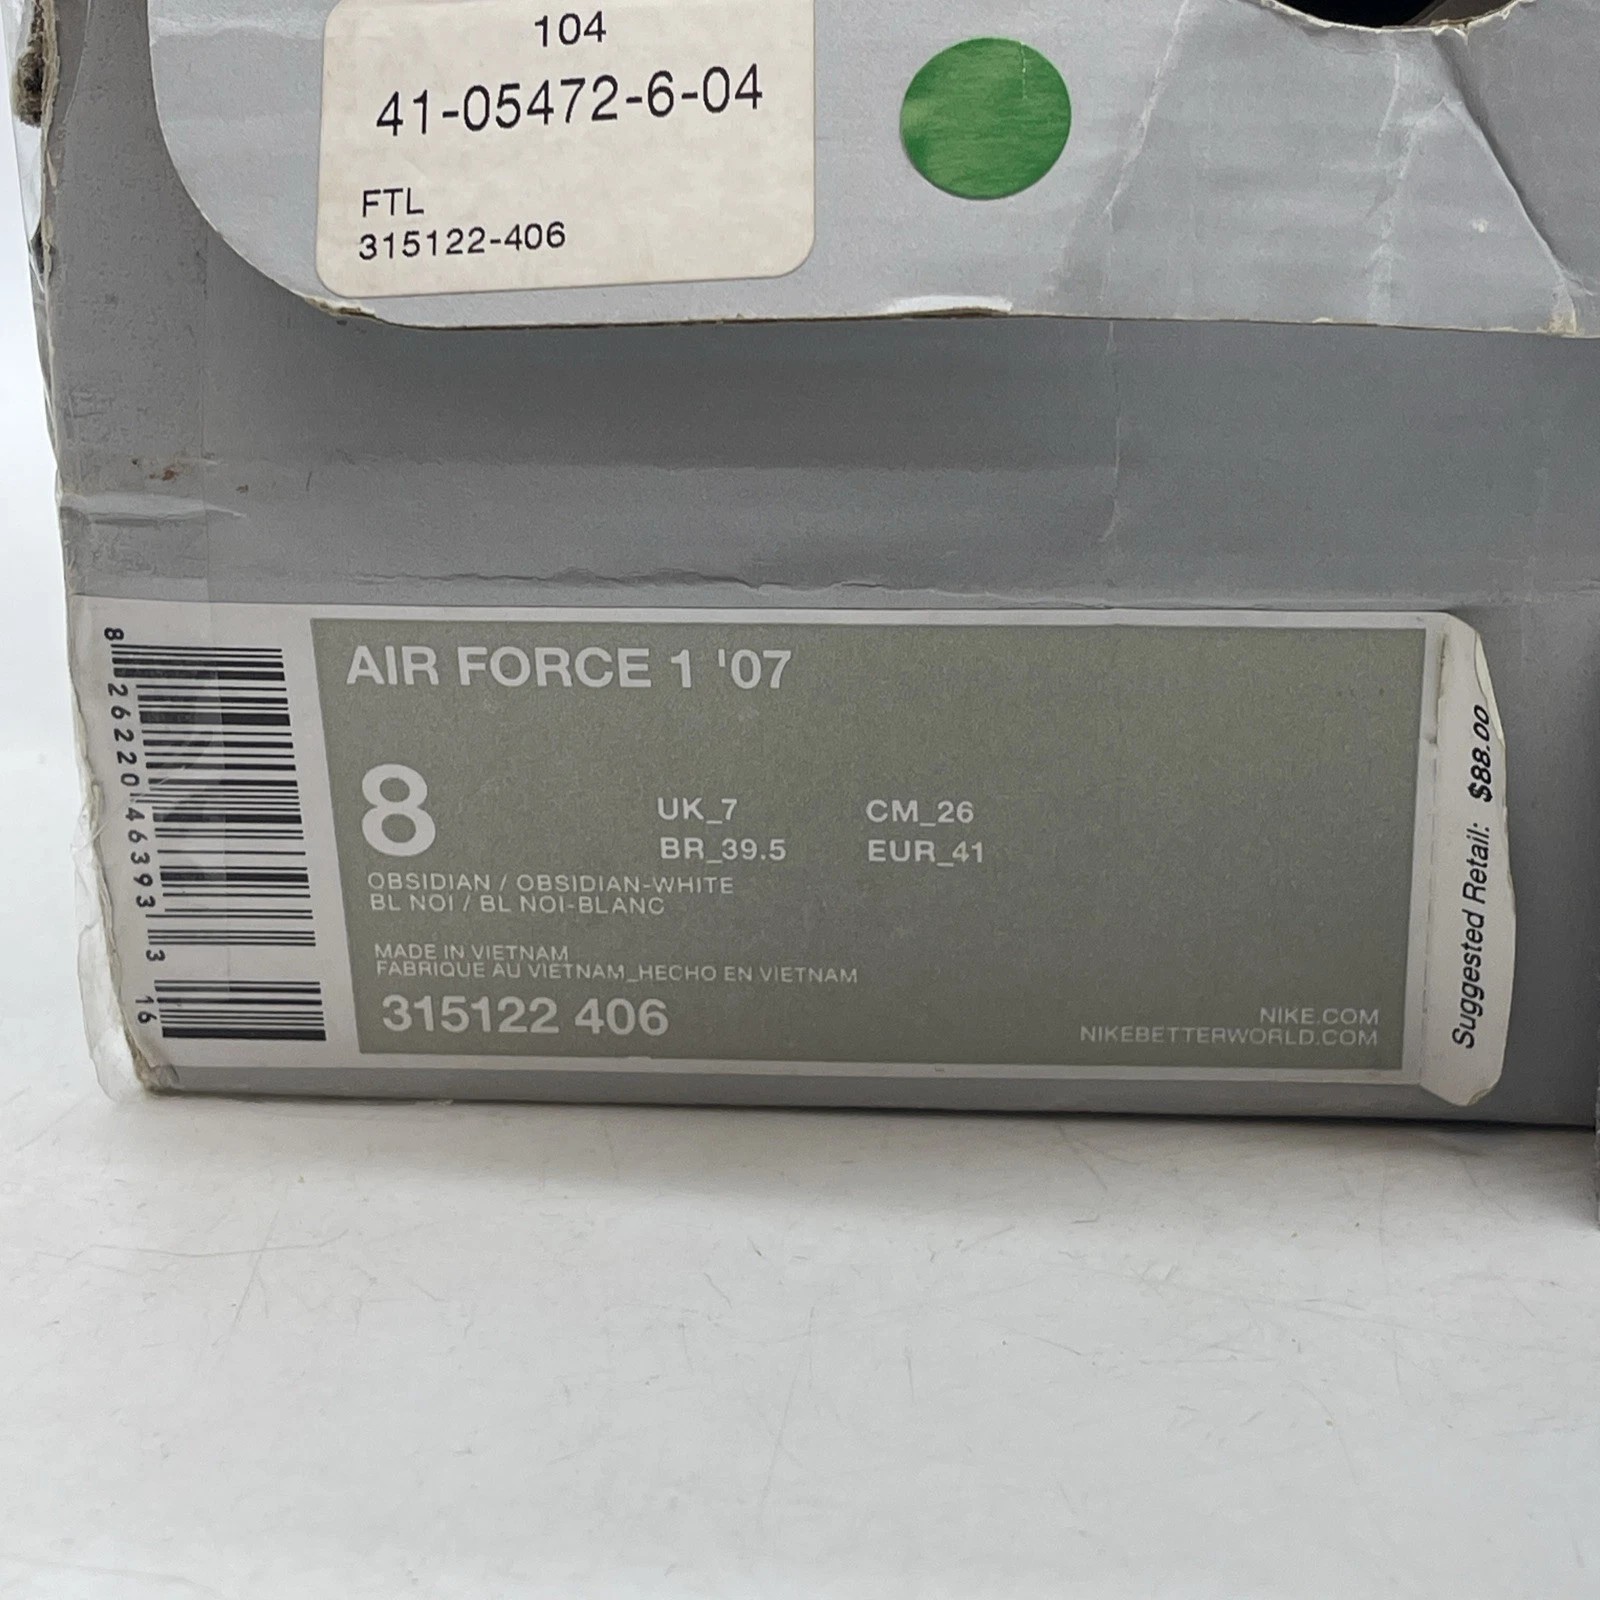 104
41-05472-6-04
FTL
315122-406
AIR FORCE 1 '07
8
UK_7 CM_26
BR_39.5 EUR_41
OBSIDIAN / OBSIDIAN-WHITE
BL NOI / BL NOI-BLANC
MADE IN VIETNAM
FABRIQUE AU VIETNAM_HECHO EN VIETNAM
315122 406
NIKE.COM
NIKEBETTERWORLD.COM
8 26220 46393 3 16
Suggested Retail: $88.00